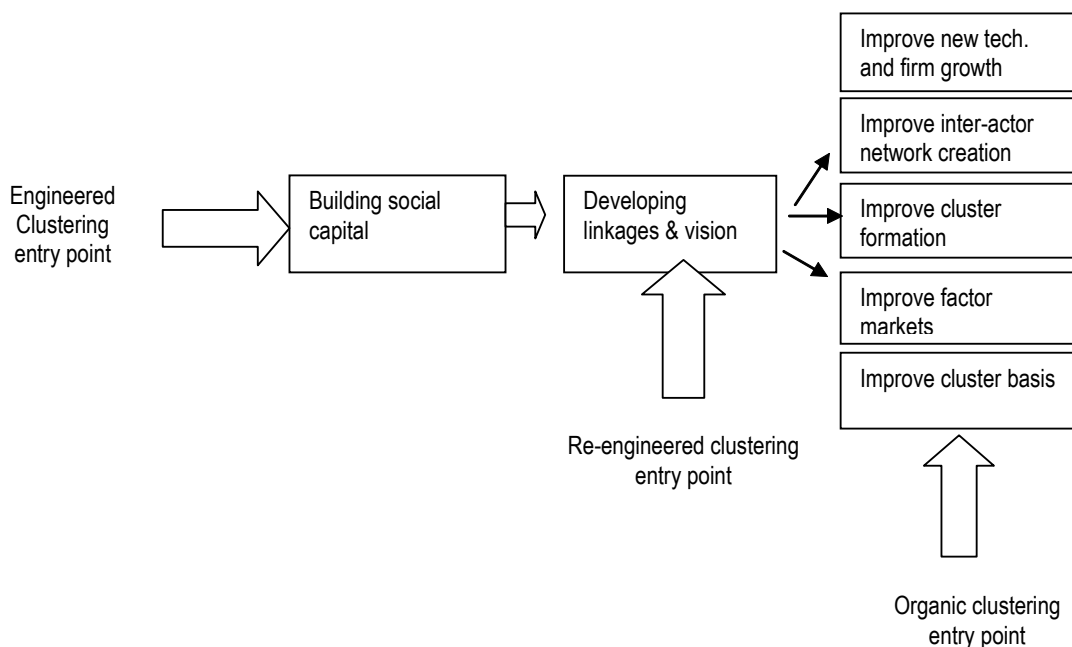 Engineered
Clustering
entry point
Building social
capital
Developing
linkages & vision
Improve new tech.
and firm growth
Improve inter-actor
network creation
Improve cluster
formation
Improve factor
markets
Improve cluster basis
Re-engineered clustering
entry point
Organic clustering
entry point